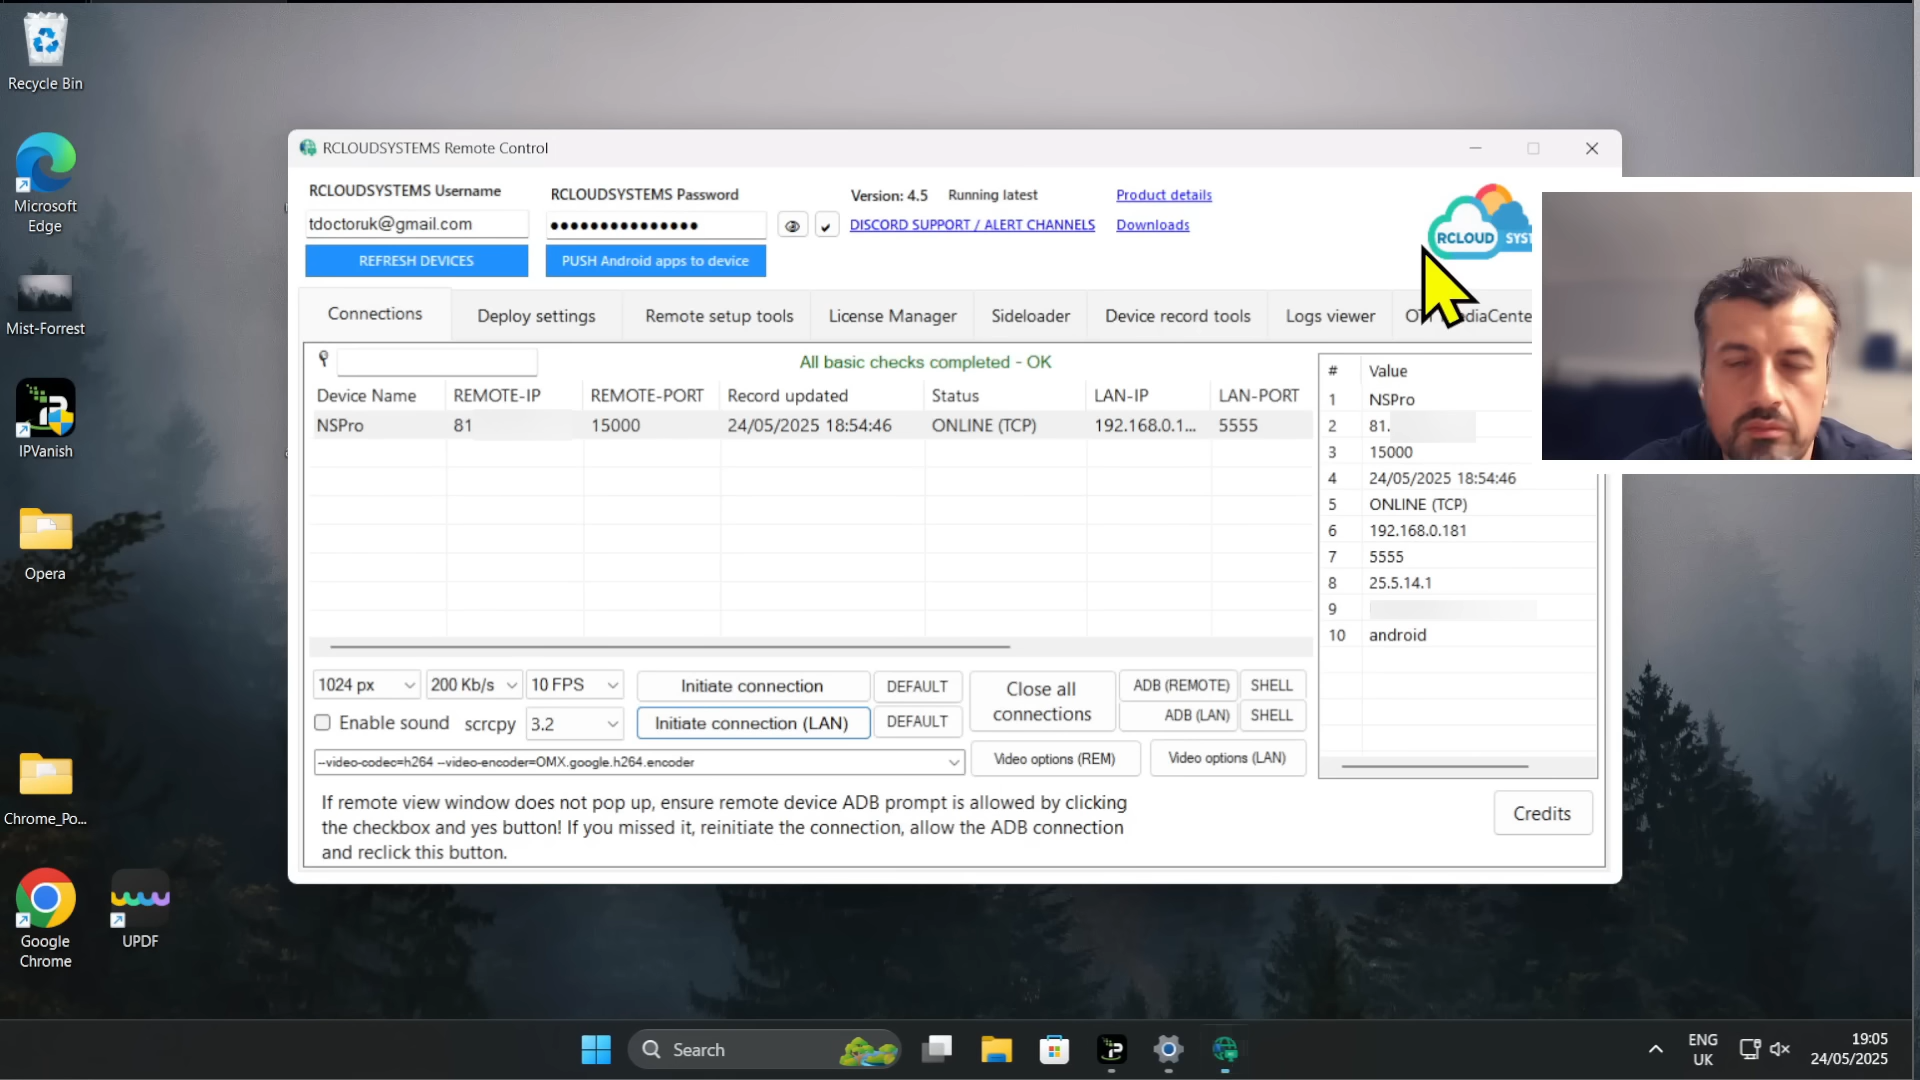 Recycle Bin
Microsoft
Edge
Mist-Forrest
IPVanish
Opera
Chrome_Po...
Google
Chrome
UPDF
RCLOUDSYSTEMS Remote Control
RCLOUDSYSTEMS Username
RCLOUDSYSTEMS Password
Version: 4.5 Running latest
Product details
tdoctoruk@gmail.com
●●●●●●●●●●●●●●●
DISCORD SUPPORT / ALERT CHANNELS
Downloads
RCLOUD SYST
REFRESH DEVICES
PUSH Android apps to device
Connections
Deploy settings
Remote setup tools
License Manager
Sideloader
Device record tools
Logs viewer
All basic checks completed - OK
Device Name REMOTE-IP REMOTE-PORT Record updated Status LAN-IP LAN-PORT
NSPro 81 15000 24/05/2025 18:54:46 ONLINE (TCP) 192.168.0.1... 5555
# Value
1 NSPro
2 81.
3 15000
4 24/05/2025 18:54:46
5 ONLINE (TCP)
6 192.168.0.181
7 5555
8 25.5.14.1
9
10 android
1024 px 200 Kb/s 10 FPS
Initiate connection
DEFAULT
Close all
connections
ADB (REMOTE)
SHELL
Enable sound scrcpy 3.2
Initiate connection (LAN)
DEFAULT
ADB (LAN)
SHELL
--video-codec=h264 --video-encoder=OMX.google.h264.encoder
Video options (REM)
Video options (LAN)
If remote view window does not pop up, ensure remote device ADB prompt is allowed by clicking
the checkbox and yes button! If you missed it, reinitiate the connection, allow the ADB connection
and reclick this button.
Credits
Search
ENG
UK
19:05
24/05/2025